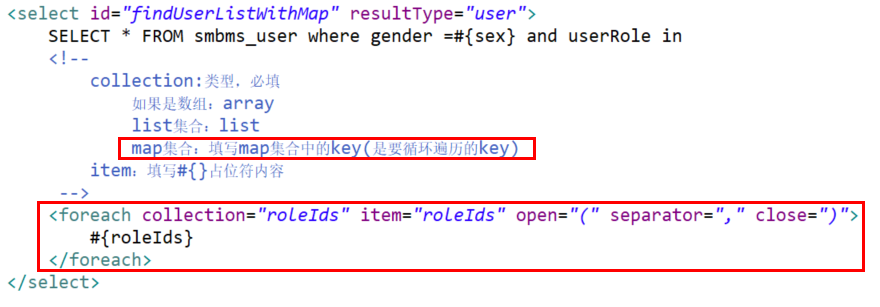 <select id="findUserListWithMap" resultType="user">
SELECT * FROM smbms_user where gender =#{sex} and userRole in
<!--
collection:类型，必填
如果是数组：array
list集合：list
map集合：填写map集合中的key(是要循环遍历的key)
item：填写#{}占位符内容
-->
<foreach collection="roleIds" item="roleIds" open="(" separator="," close=")">
#{roleIds}
</foreach>
</select>